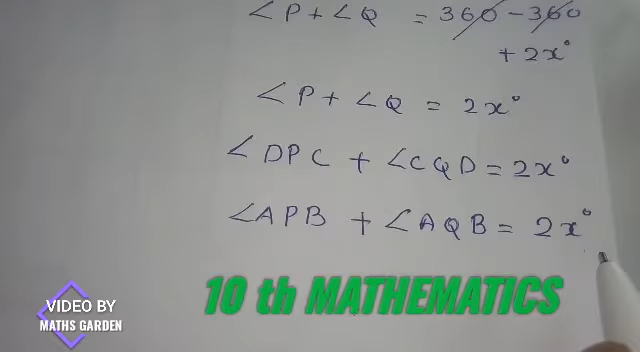 ∠P + ∠Q = 360 - 360
+ 2x°
∠P + ∠Q = 2x°
∠DPC + ∠CQD = 2x°
∠APB + ∠AQB = 2x°
10 th MATHEMATICS
VIDEO BY
MATHS GARDEN